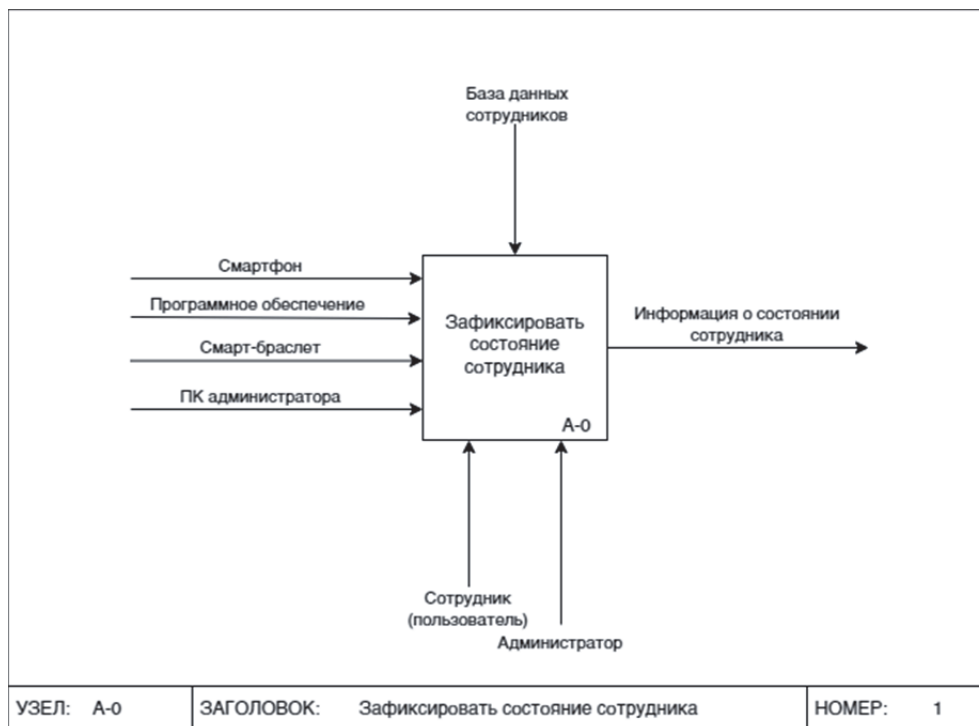 База данных
сотрудников
Смартфон
Программное обеспечение
Смарт-браслет
ПК администратора
Зафиксировать
состояние
сотрудника
А-0
Информация о состоянии
сотрудника
Сотрудник
(пользователь)
Администратор
УЗЕЛ: А-0 ЗАГОЛОВОК: Зафиксировать состояние сотрудника НОМЕР: 1